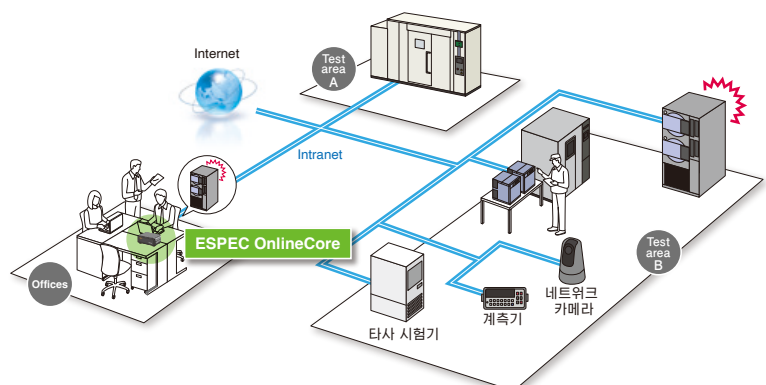 Internet
Test
area
A
Intranet
ESPEC OnlineCore
Offices
Test
area
B
네트워크
카메라
계측기
타사 시험기